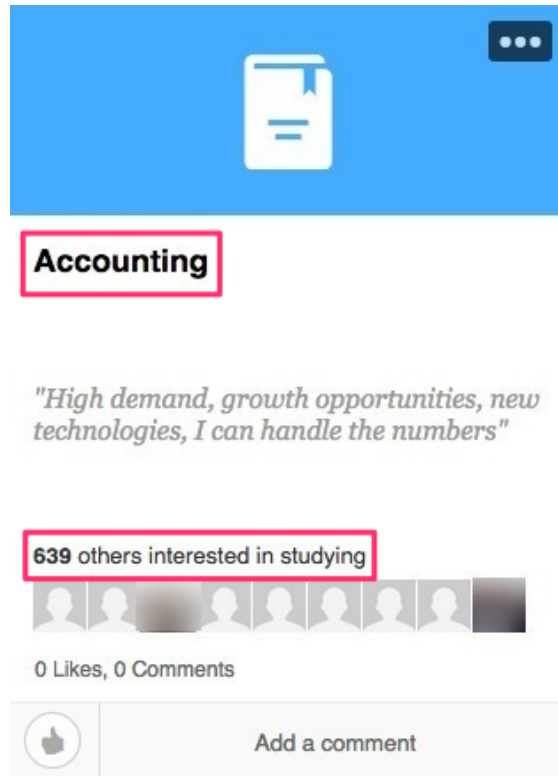 Accounting
"High demand, growth opportunities, new
technologies, I can handle the numbers"
639 others interested in studying
0 Likes, 0 Comments
Add a comment